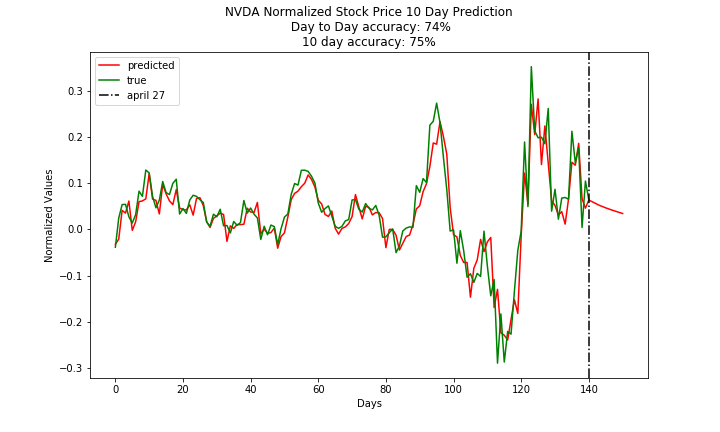 NVDA Normalized Stock Price 10 Day Prediction
Day to Day accuracy: 74%
10 day accuracy: 75%
predicted
true
april 27
Normalized Values
0.3
0.2
0.1
0.0
−0.1
−0.2
−0.3
0 20 40 60 80 100 120 140
Days